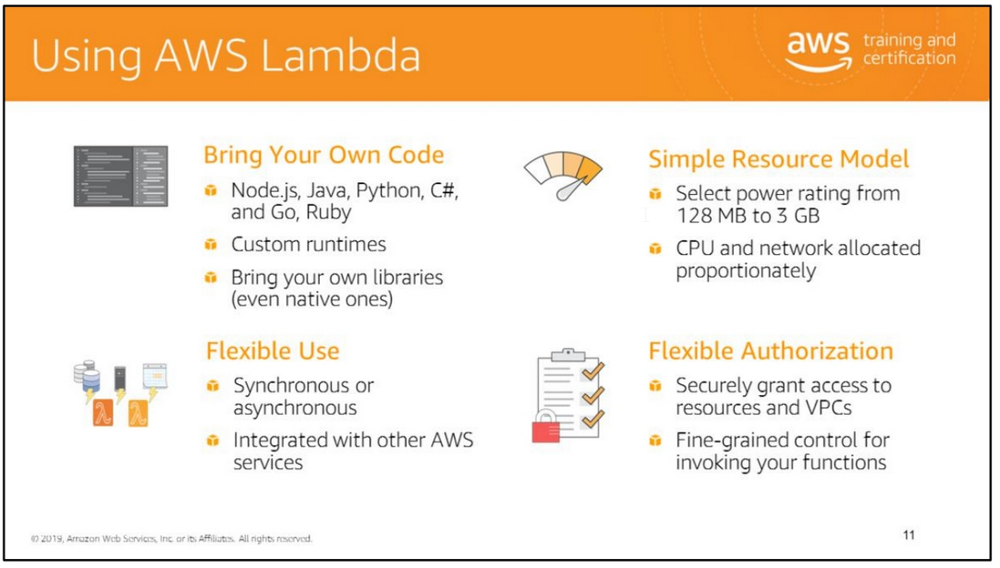 Using AWS Lambda
aws training and
certification
Bring Your Own Code
Node.js, Java, Python, C#,
and Go, Ruby
Custom runtimes
Bring your own libraries
(even native ones)
Simple Resource Model
Select power rating from
128 MB to 3 GB
CPU and network allocated
proportionately
Flexible Use
Synchronous or
asynchronous
Integrated with other AWS
services
Flexible Authorization
Securely grant access to
resources and VPCs
Fine-grained control for
invoking your functions
© 2019, Amazon Web Services, Inc. or its Affiliates. All rights reserved.
11